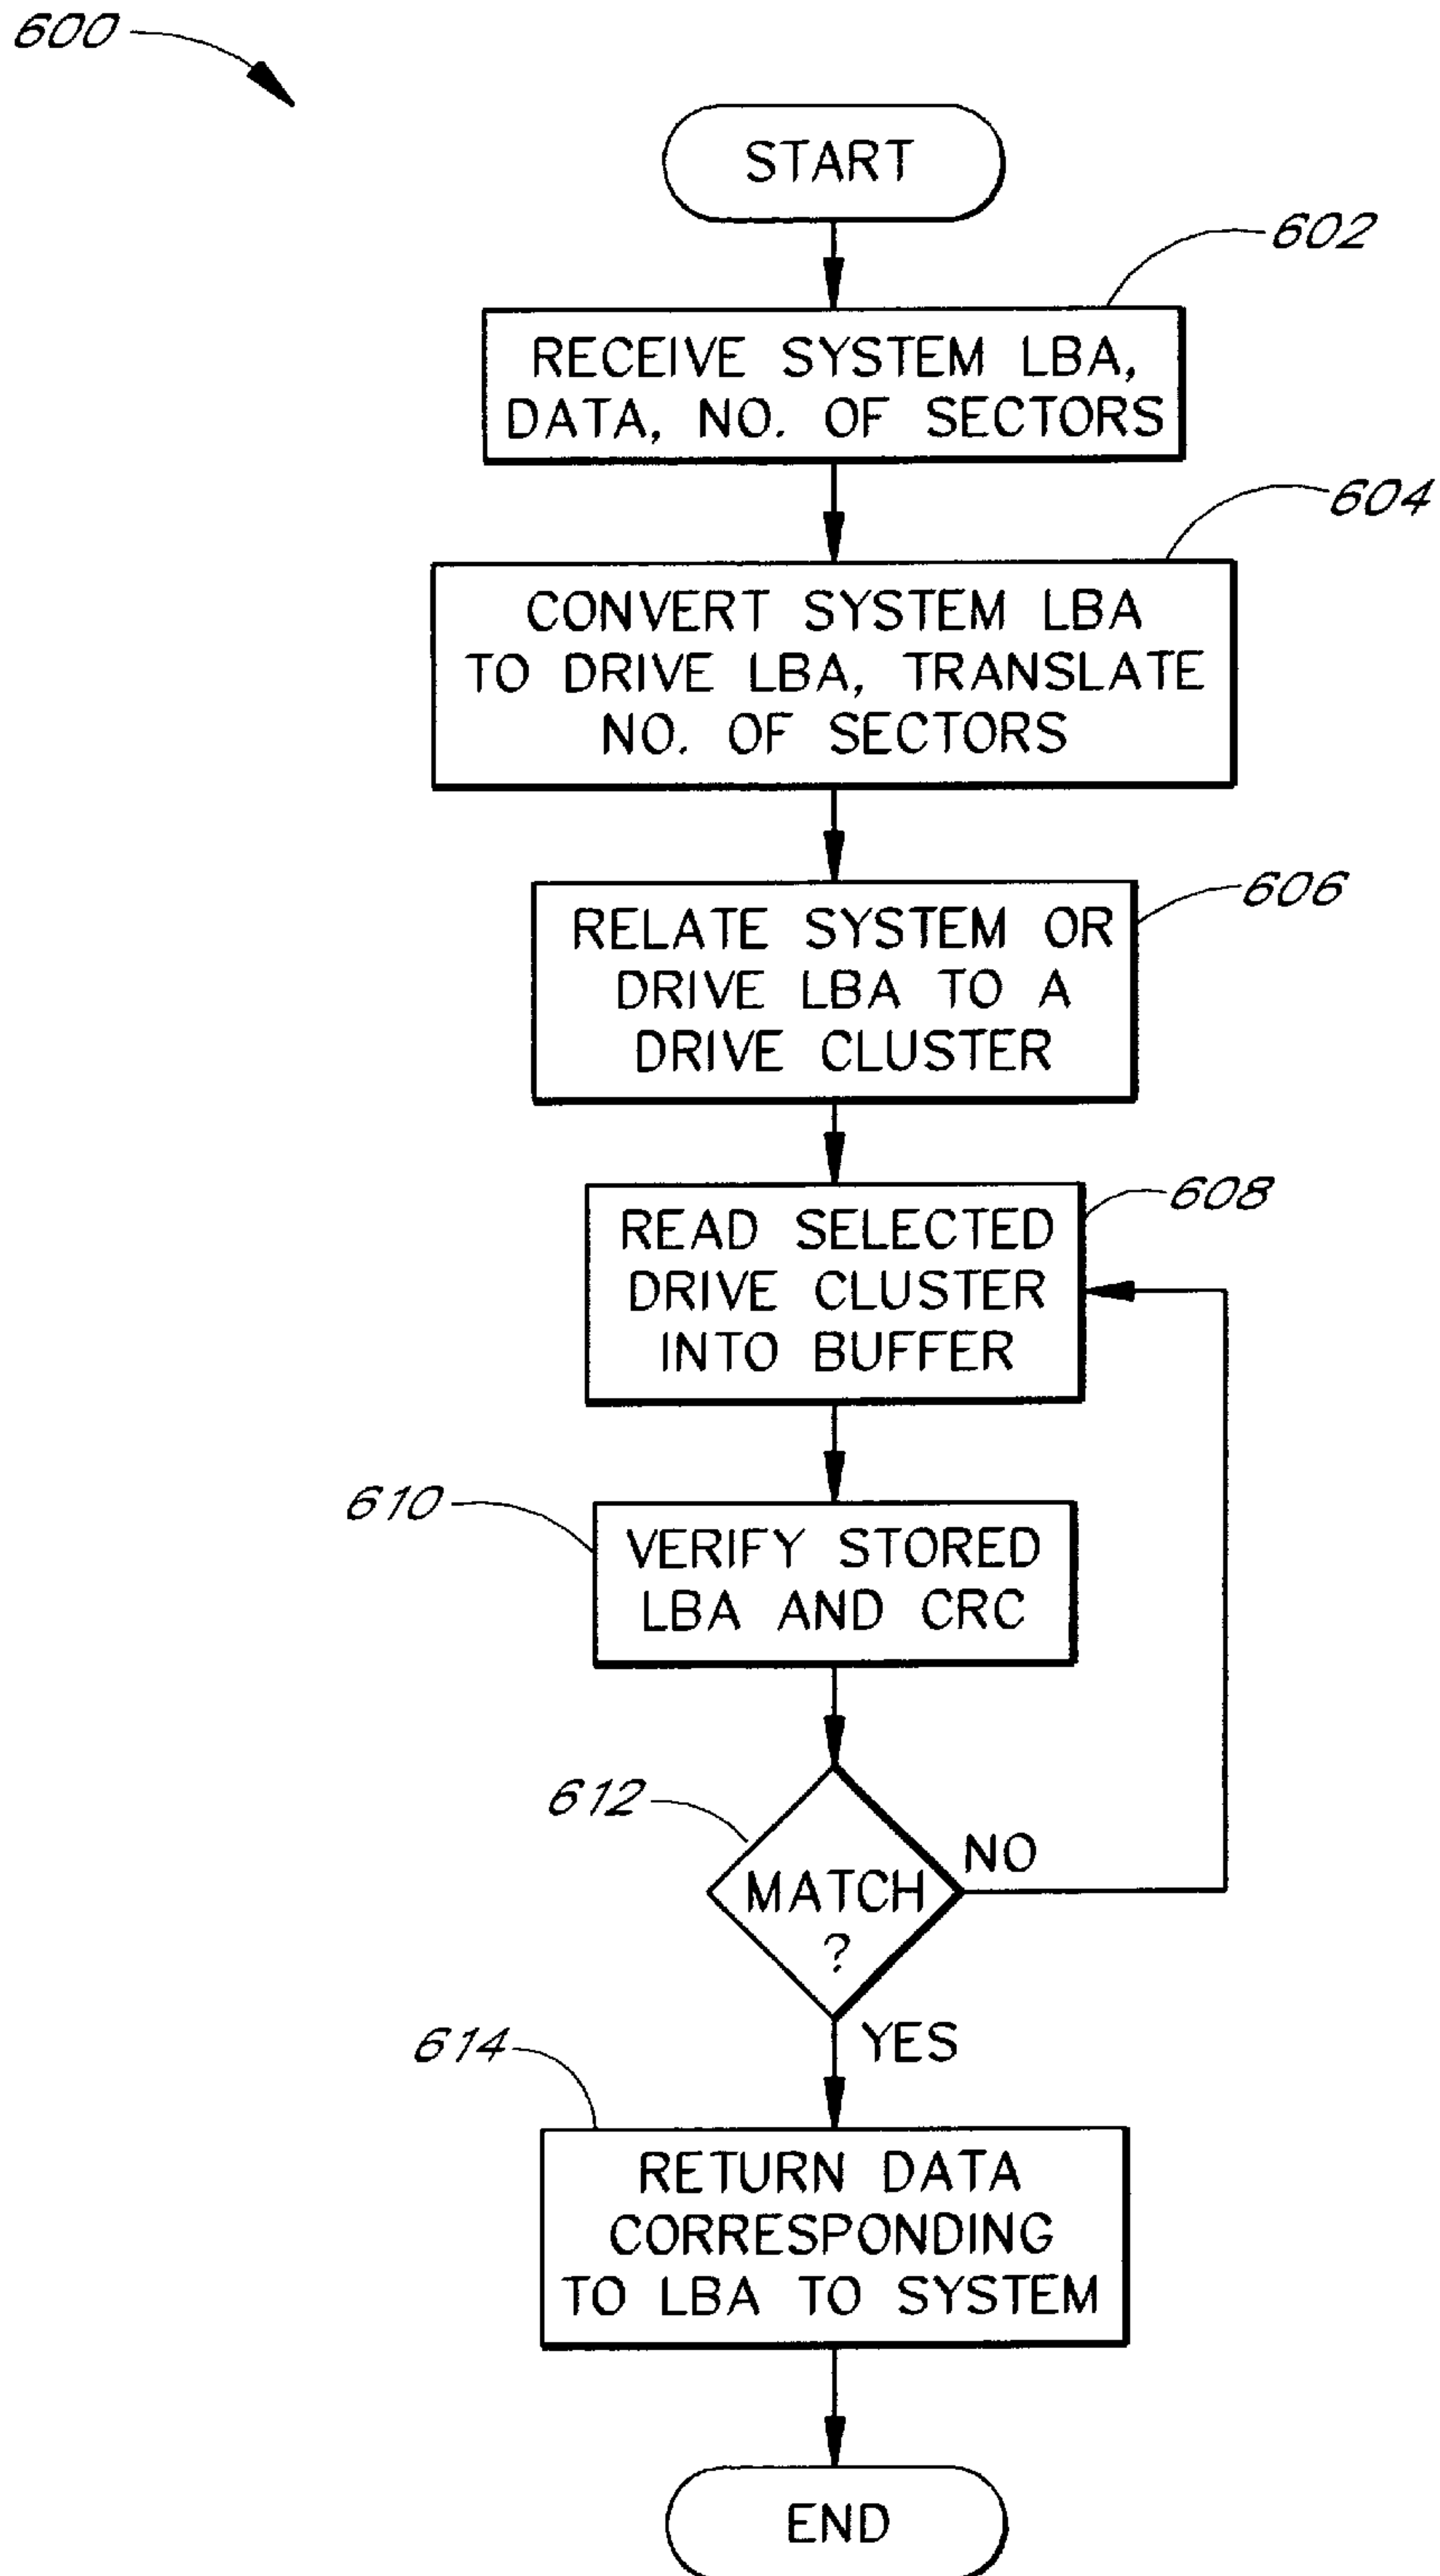 600
START
602
RECEIVE SYSTEM LBA,
DATA, NO. OF SECTORS
604
CONVERT SYSTEM LBA
TO DRIVE LBA, TRANSLATE
NO. OF SECTORS
606
RELATE SYSTEM OR
DRIVE LBA TO A
DRIVE CLUSTER
608
READ SELECTED
DRIVE CLUSTER
INTO BUFFER
610
VERIFY STORED
LBA AND CRC
612
MATCH
?
NO
YES
614
RETURN DATA
CORRESPONDING
TO LBA TO SYSTEM
END